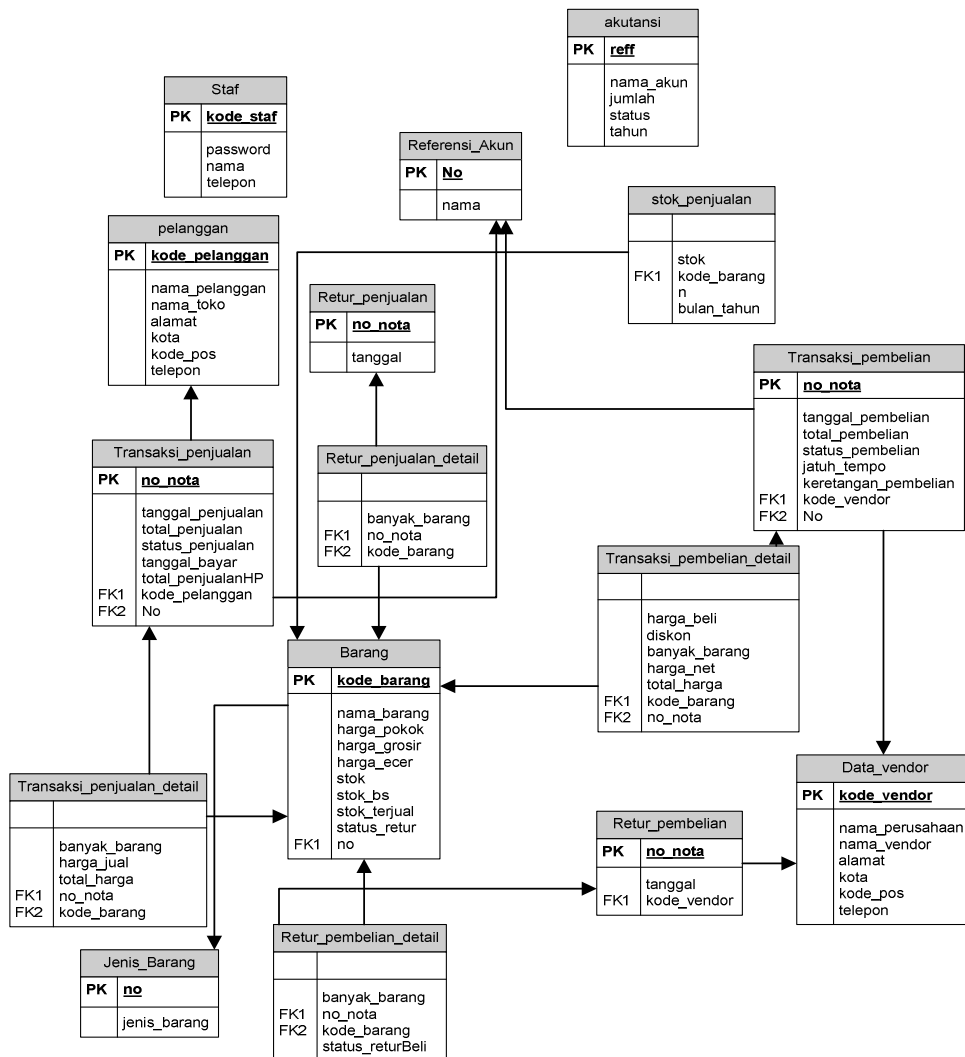 akutansi
PK reff
nama_akun
jumlah
status
tahun
Staf
PK kode_staf
password
nama
telepon
Referensi_Akun
PK No
nama
stok_penjualan
stok
FK1 kode_barang
n
bulan_tahun
pelanggan
PK kode_pelanggan
nama_pelanggan
nama_toko
alamat
kota
kode_pos
telepon
Retur_penjualan
PK no_nota
tanggal
Transaksi_pembelian
PK no_nota
tanggal_pembelian
total_pembelian
status_pembelian
jatuh_tempo
keretangan_pembelian
FK1 kode_vendor
FK2 No
Transaksi_penjualan
PK no_nota
tanggal_penjualan
total_penjualan
status_penjualan
tanggal_bayar
total_penjualanHP
FK1 kode_pelanggan
FK2 No
Retur_penjualan_detail
banyak_barang
FK1 no_nota
FK2 kode_barang
Transaksi_pembelian_detail
harga_beli
diskon
banyak_barang
harga_net
total_harga
FK1 kode_barang
FK2 no_nota
Barang
PK kode_barang
nama_barang
harga_pokok
harga_grosir
harga_ecer
stok
stok_bs
stok_terjual
status_retur
FK1 no
Data_vendor
PK kode_vendor
nama_perusahaan
nama_vendor
alamat
kota
kode_pos
telepon
Transaksi_penjualan_detail
banyak_barang
harga_jual
total_harga
FK1 no_nota
FK2 kode_barang
Retur_pembelian
PK no_nota
tanggal
FK1 kode_vendor
Retur_pembelian_detail
banyak_barang
FK1 no_nota
FK2 kode_barang
status_returBeli
Jenis_Barang
PK no
jenis_barang